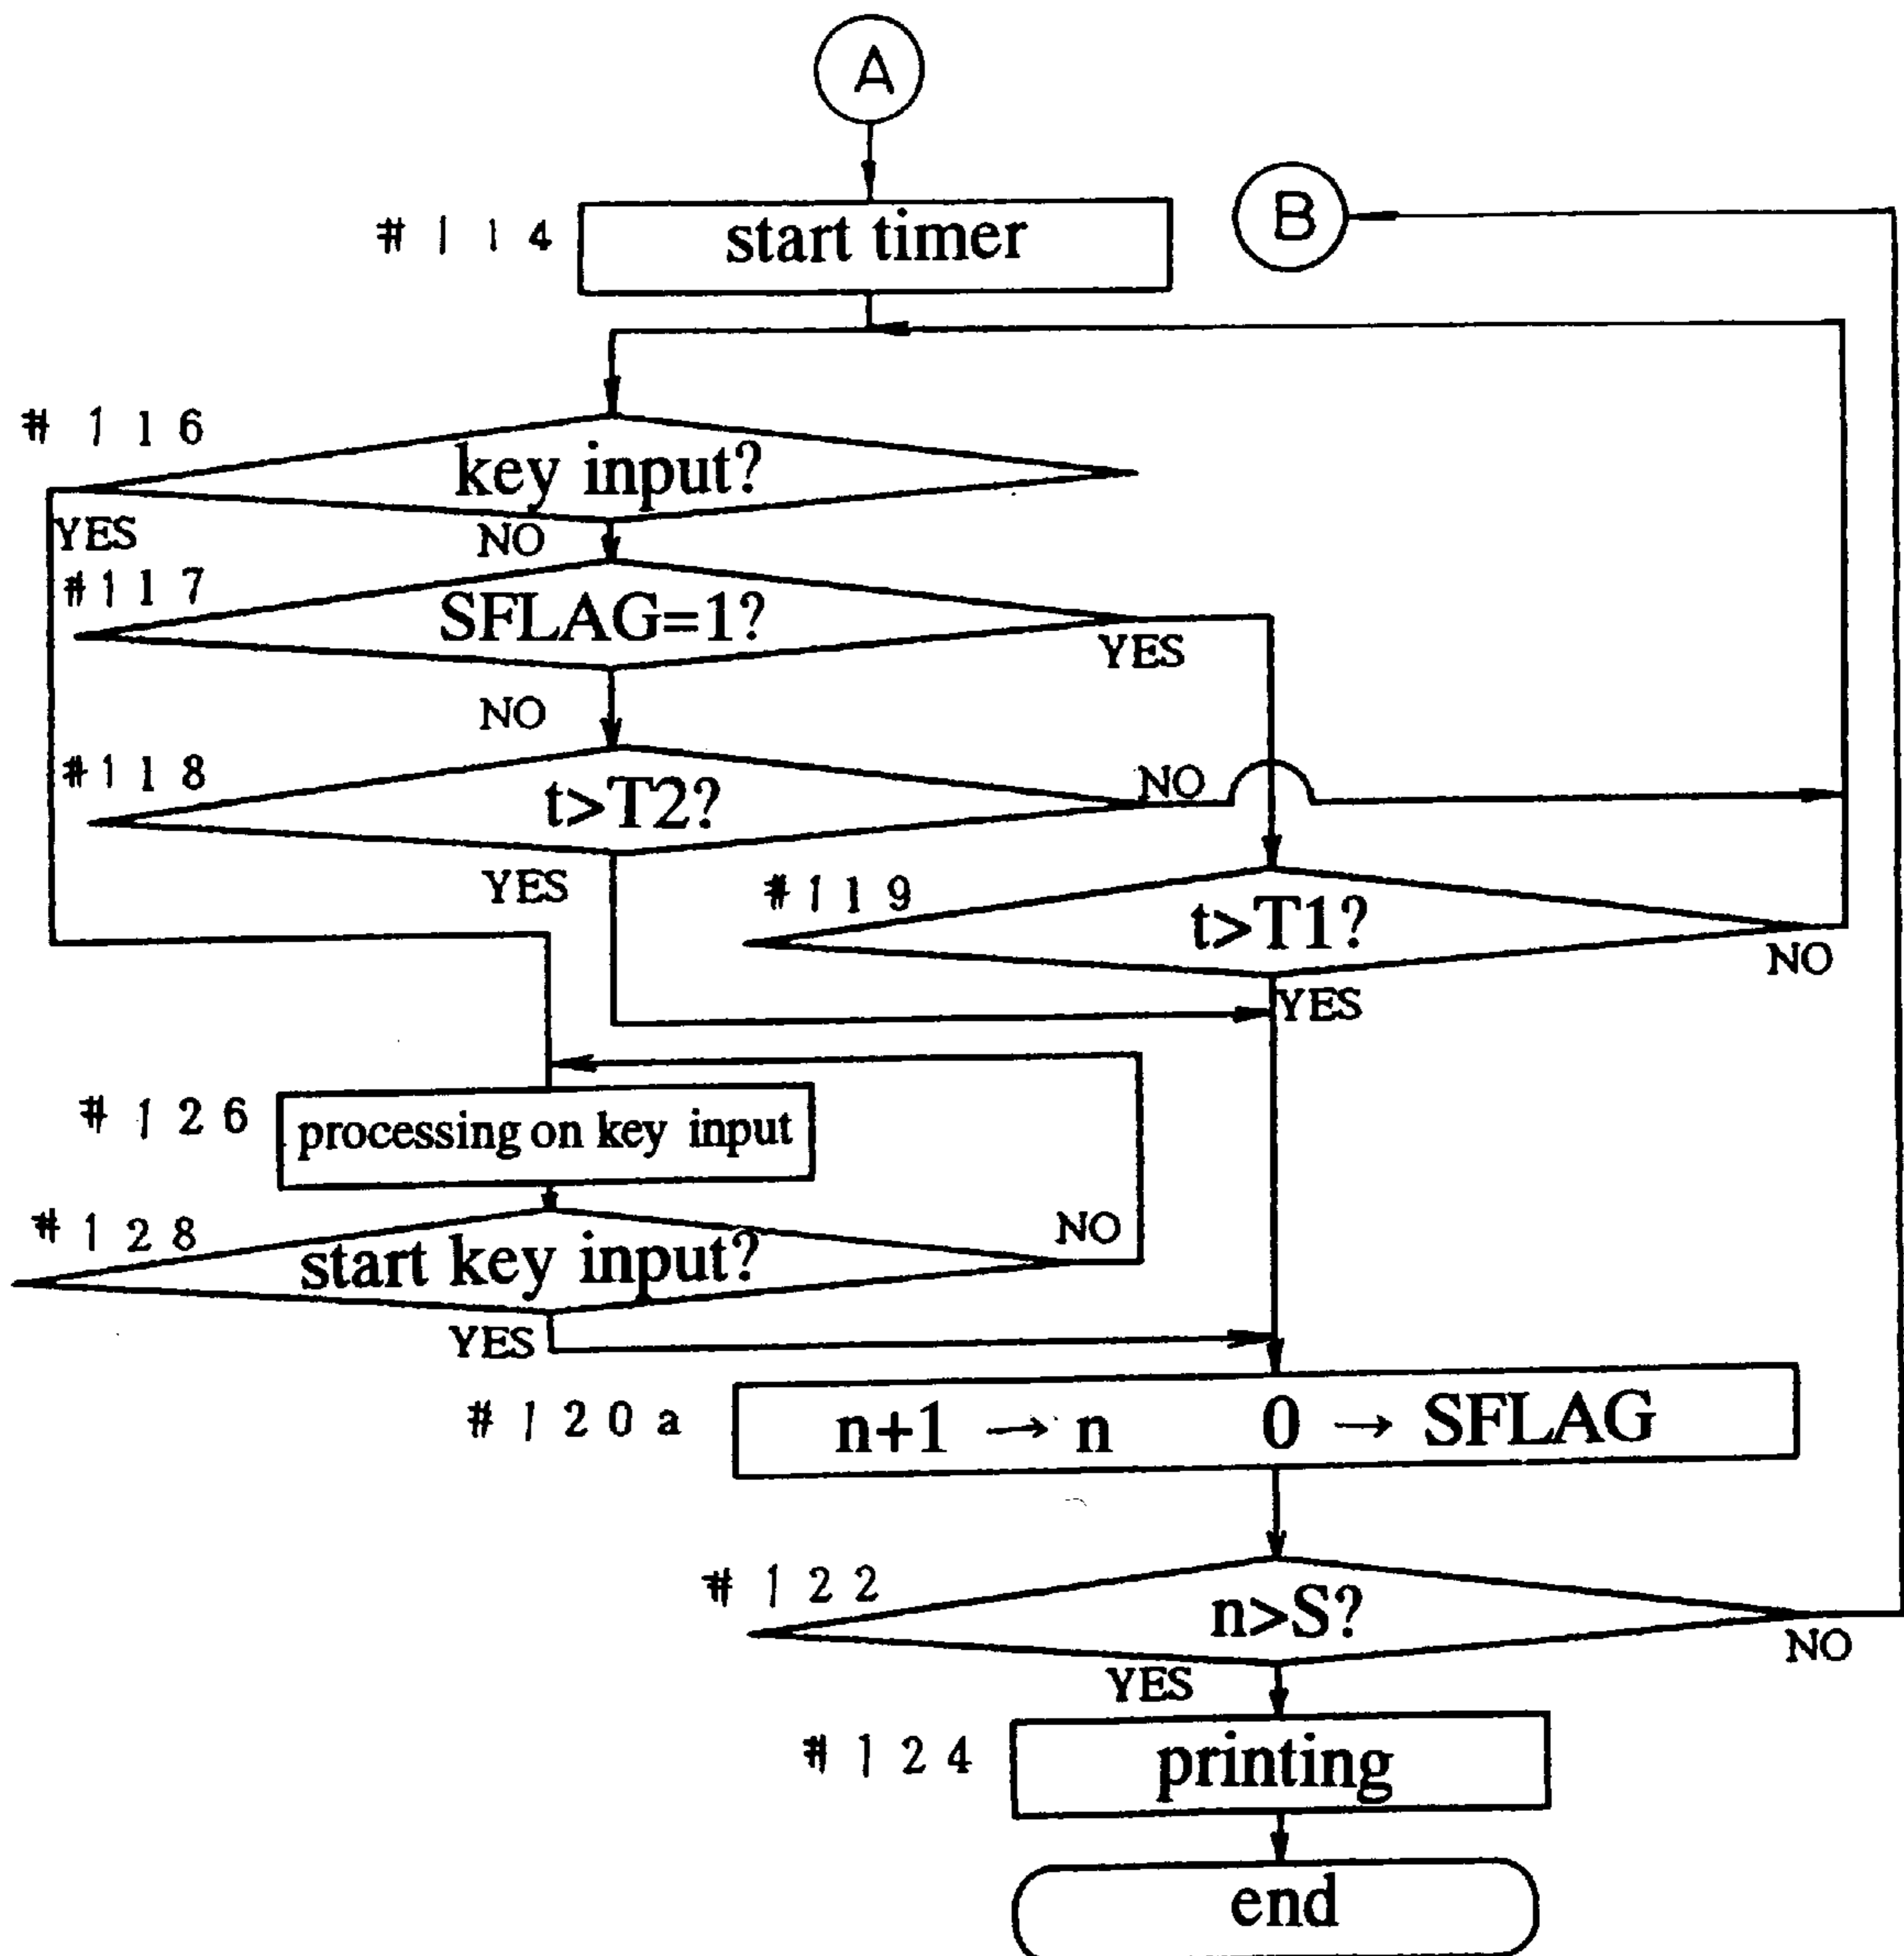 A
#114 start timer
B
#116
key input?
YES
NO
#117
SFLAG=1?
YES
NO
#118
t>T2?
NO
YES
#119
t>T1?
NO
YES
#126 processing on key input
#128
start key input?
NO
YES
#120a n+1 → n 0 → SFLAG
#122
n>S?
NO
YES
#124 printing
end